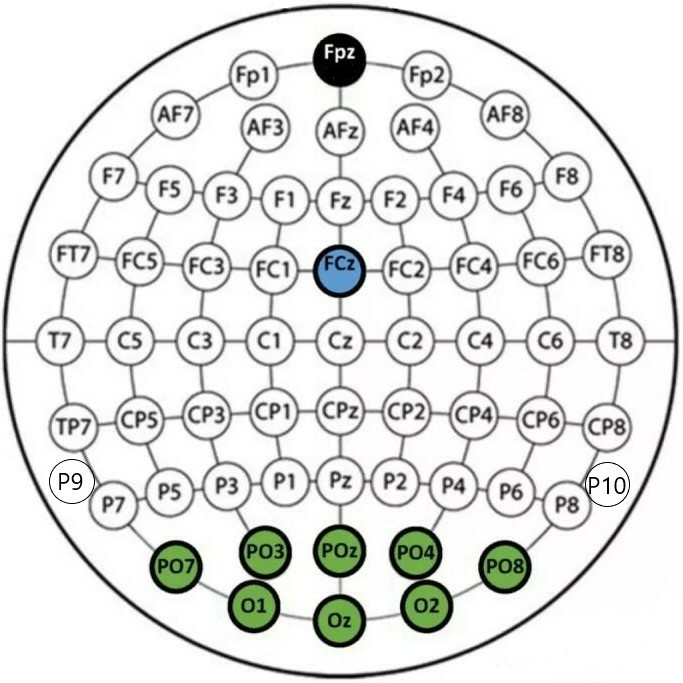 Fpz
Fp1 Fp2
AF7 AF3 AFz AF4 AF8
F7 F5 F3 F1 Fz F2 F4 F6 F8
FT7 FC5 FC3 FC1 FCz FC2 FC4 FC6 FT8
T7 C5 C3 C1 Cz C2 C4 C6 T8
TP7 CP5 CP3 CP1 CPz CP2 CP4 CP6 CP8
P9 P10
P7 P5 P3 P1 Pz P2 P4 P6 P8
PO7 PO3 POz PO4 PO8
O1 Oz O2